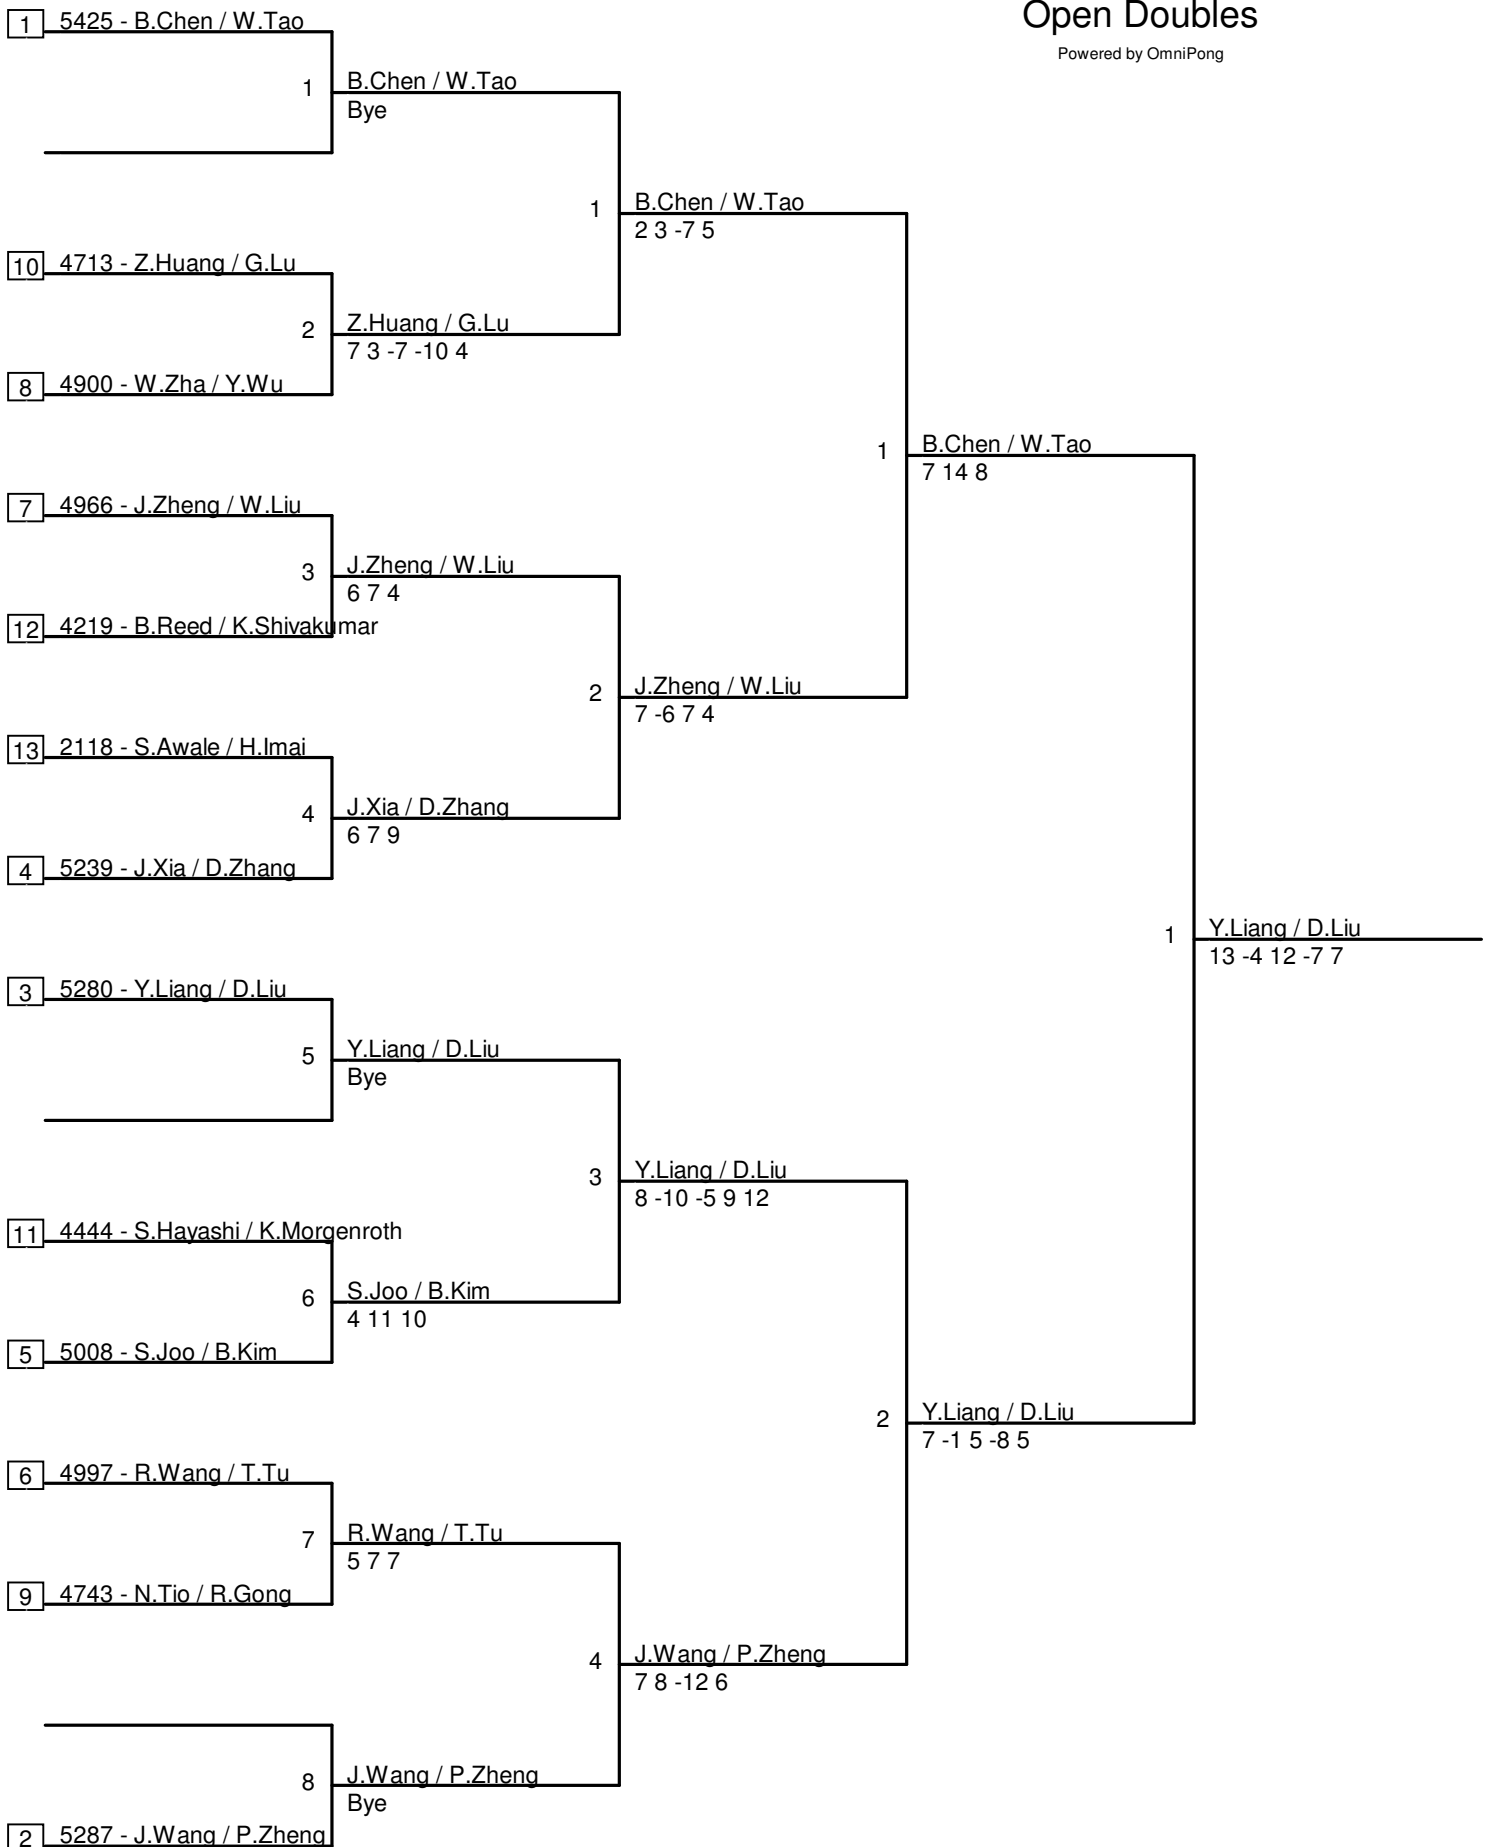 Open Doubles
Powered by OmniPong
1 5425 - B.Chen / W.Tao
1 B.Chen / W.Tao
Bye
1 B.Chen / W.Tao
2 3 -7 5
10 4713 - Z.Huang / G.Lu
2 Z.Huang / G.Lu
7 3 -7 -10 4
8 4900 - W.Zha / Y.Wu
1 B.Chen / W.Tao
7 14 8
7 4966 - J.Zheng / W.Liu
3 J.Zheng / W.Liu
6 7 4
12 4219 - B.Reed / K.Shivakumar
2 J.Zheng / W.Liu
7 -6 7 4
13 2118 - S.Awale / H.Imai
4 J.Xia / D.Zhang
6 7 9
4 5239 - J.Xia / D.Zhang
1 Y.Liang / D.Liu
13 -4 12 -7 7
3 5280 - Y.Liang / D.Liu
5 Y.Liang / D.Liu
Bye
3 Y.Liang / D.Liu
8 -10 -5 9 12
11 4444 - S.Hayashi / K.Morgenroth
6 S.Joo / B.Kim
4 11 10
5 5008 - S.Joo / B.Kim
2 Y.Liang / D.Liu
7 -1 5 -8 5
6 4997 - R.Wang / T.Tu
7 R.Wang / T.Tu
5 7 7
9 4743 - N.Tio / R.Gong
4 J.Wang / P.Zheng
7 8 -12 6
8 J.Wang / P.Zheng
Bye
2 5287 - J.Wang / P.Zheng